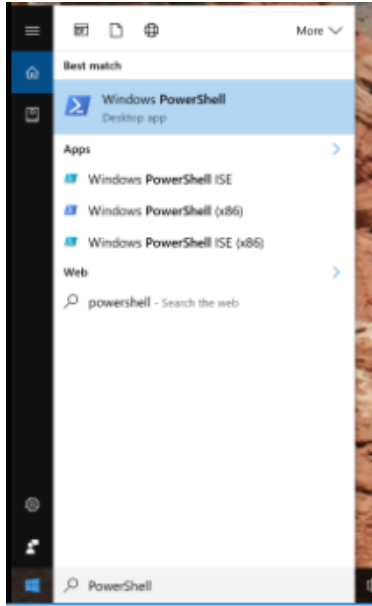 More
Best match
Windows PowerShell
Desktop app
Apps
Windows PowerShell ISE
Windows PowerShell (x86)
Windows PowerShell ISE (x86)
Web
powershell - Search the web
PowerShell